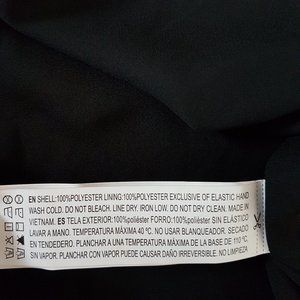 EN SHELL:100%POLYESTER LINING:100%POLYESTER EXCLUSIVE OF ELASTIC HAND
WASH COLD. DO NOT BLEACH. LINE DRY. IRON LOW. DO NOT DRY CLEAN. MADE IN
VIETNAM. ES TELA EXTERIOR:100%poliéster FORRO:100%poliéster SIN ELÁSTICO
LAVAR A MANO. TEMPERATURA MÁXIMA 40 ºC. NO USAR BLANQUEADOR. SECADO
EN TENDEDERO. PLANCHAR A UNA TEMPERATURA MÁXIMA DE LA BASE DE 110 ºC,
SIN VAPOR. PLANCHAR CON VAPOR PUEDE CAUSAR DAÑO IRREVERSIBLE. NO LIMPIEZA